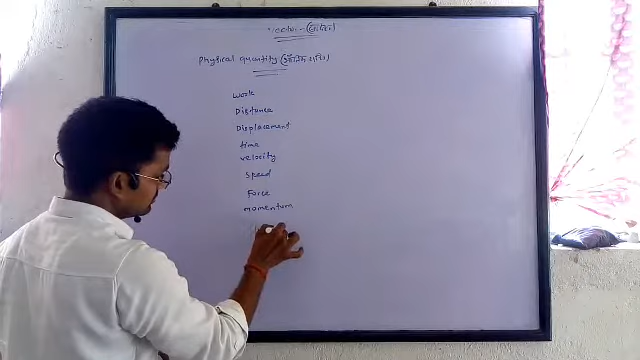 Vector-(सदिश)
Physical quantity (भौतिक राशि)
Work
Distance
Displacement
time
velocity
Speed
Force
momentum